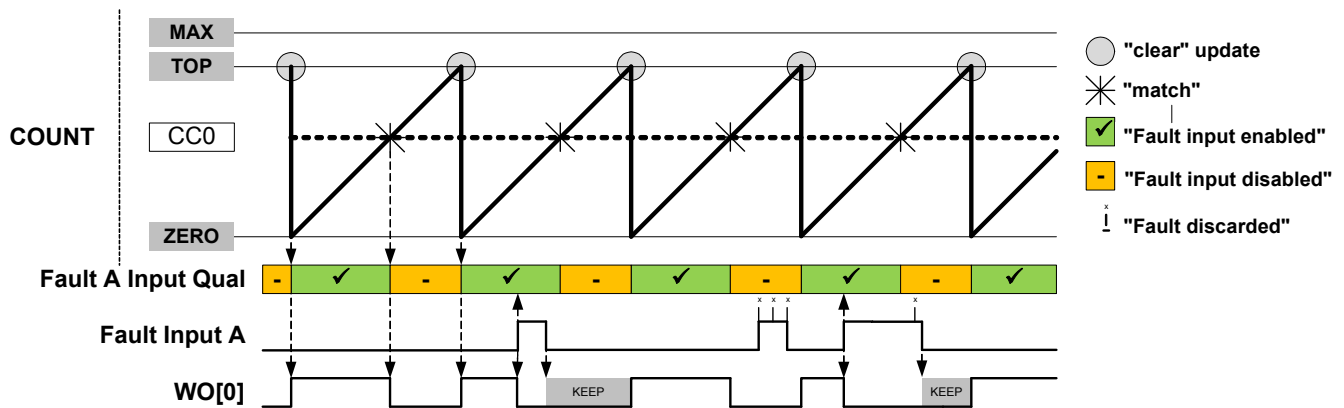 MAX
"clear" update
TOP
"match"
COUNT
CC0
"Fault input enabled"
✓
- "Fault input disabled"
x
"Fault discarded"
ZERO
Fault A Input Qual
- ✓ - ✓ - ✓ - ✓ - ✓
x x x x
Fault Input A
WO[0]
KEEP KEEP